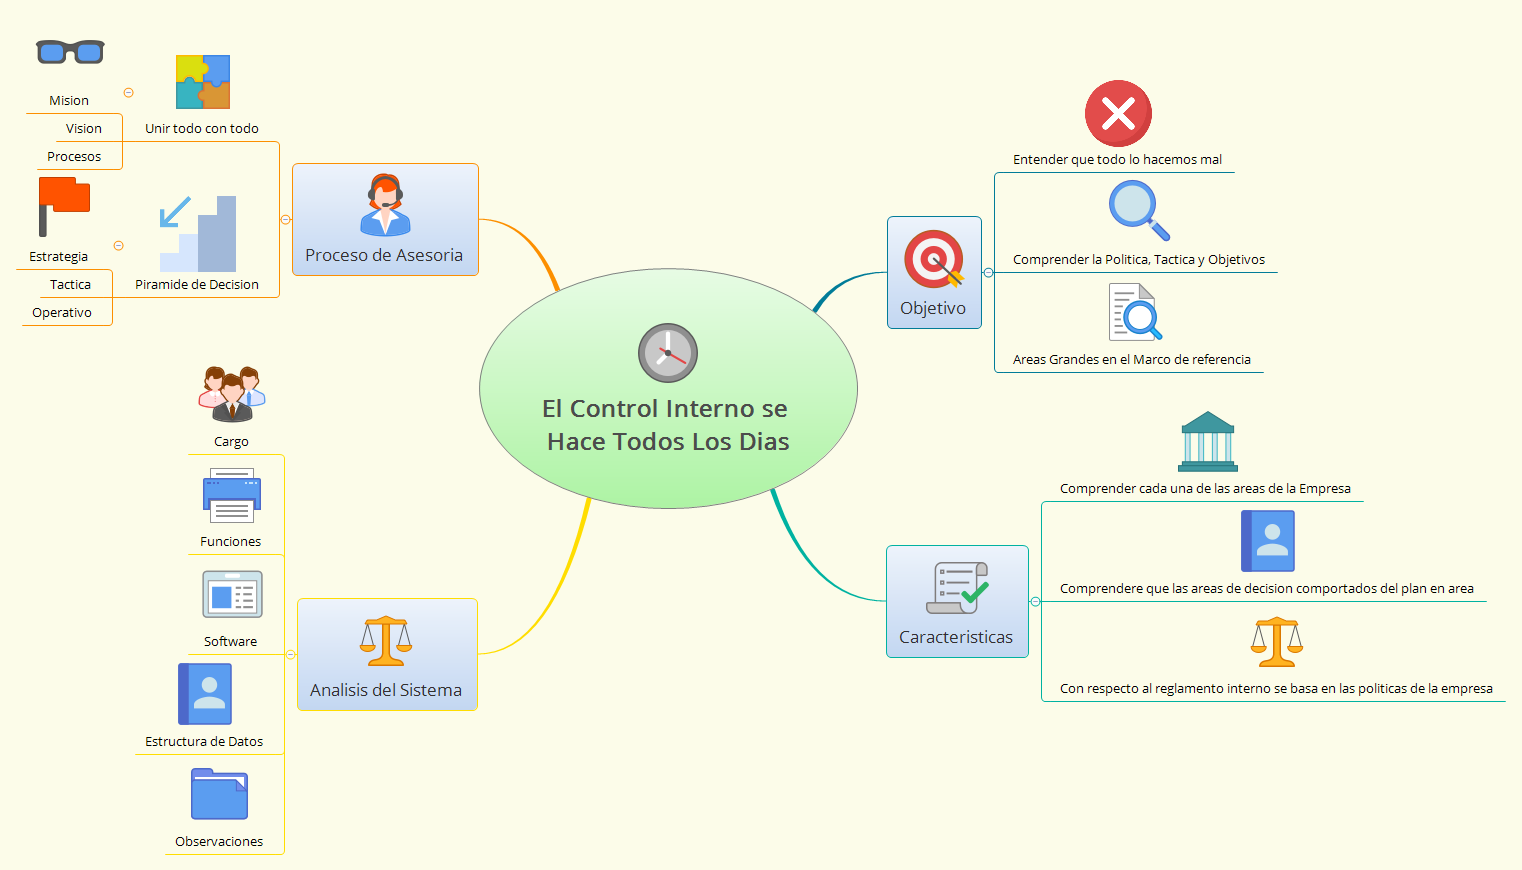 El Control Interno se
Hace Todos Los Dias
Objetivo
Entender que todo lo hacemos mal
Comprender la Politica, Tactica y Objetivos
Areas Grandes en el Marco de referencia
Caracteristicas
Comprender cada una de las areas de la Empresa
Comprendere que las areas de decision comportados del plan en area
Con respecto al reglamento interno se basa en las politicas de la empresa
Proceso de Asesoria
Unir todo con todo
Mision
Vision
Procesos
Piramide de Decision
Estrategia
Tactica
Operativo
Analisis del Sistema
Cargo
Funciones
Software
Estructura de Datos
Observaciones